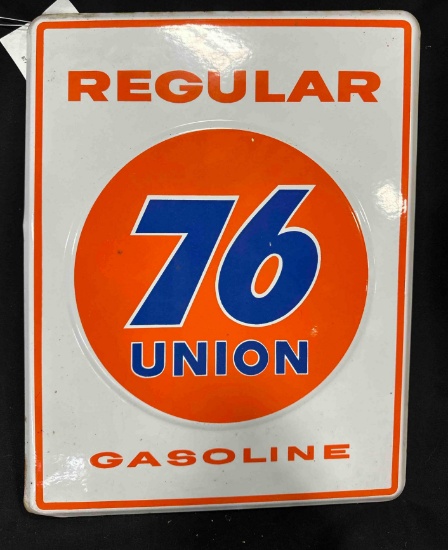 REGULAR
76
UNION
GASOLINE